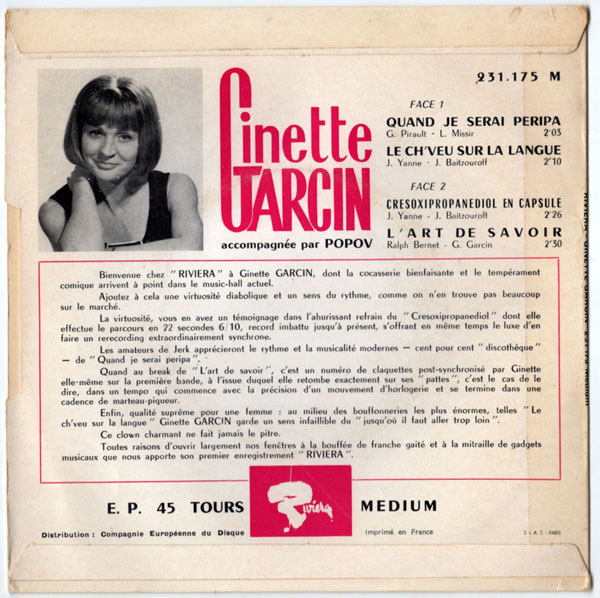 Ginette
GARCIN
accompagnée par POPOV
231.175 M
FACE 1
QUAND JE SERAI PERIPA
G. Pirault - L. Missir 2'03
LE CH'VEU SUR LA LANGUE
J. Yanne - J. Baïtzouroff 2'10
FACE 2
CRESOXIPROPANEDIOL EN CAPSULE
J. Yanne - J. Baïtzouroff 2'26
L'ART DE SAVOIR
Ralph Bernet - G. Garcin 2'30
Bienvenue chez "RIVIERA" à Ginette GARCIN, dont la cocasserie bienfaisante et le tempérament
comique arrivent à point dans le music-hall actuel.
Ajoutez à cela une virtuosité diabolique et un sens du rythme, comme on n'en trouve pas beaucoup
sur le marché.
La virtuosité, vous en avez un témoignage dans l'ahurissant refrain du "Cresoxipropanediol" dont elle
effectue le parcours en 22 secondes 6/10, record imbattu jusqu'à présent, s'offrant en même temps le luxe d'en
faire un rerecording extraordinairement synchrone.
Les amateurs de Jerk apprécieront le rythme et la musicalité modernes — cent pour cent "discothèque"
— de "Quand je serai peripa".
Quand au break de "L'art de savoir", c'est un numéro de claquettes post-synchronisé par Ginette
elle-même sur la première bande, à l'issue duquel elle retombe exactement sur ses "pattes", c'est le cas de le
dire, dans un tempo qui commence avec la précision d'un mouvement d'horlogerie et se termine dans une
cadence de marteau-piqueur.
Enfin, qualité suprême pour une femme : au milieu des bouffonneries les plus énormes, telles "Le
ch'veu sur la langue" Ginette GARCIN garde un sens infaillible du "jusqu'où il faut aller trop loin".
Ce clown charmant ne fait jamais le pitre.
Toutes raisons d'ouvrir largement nos fenêtres à la bouffée de franche gaité et à la mitraille de gadgets
musicaux que nous apporte son premier enregistrement "RIVIERA".
E. P. 45 TOURS
Riviera
MEDIUM
Distribution : Compagnie Européenne du Disque
imprimé en France
S. I. A. T. - PARIS